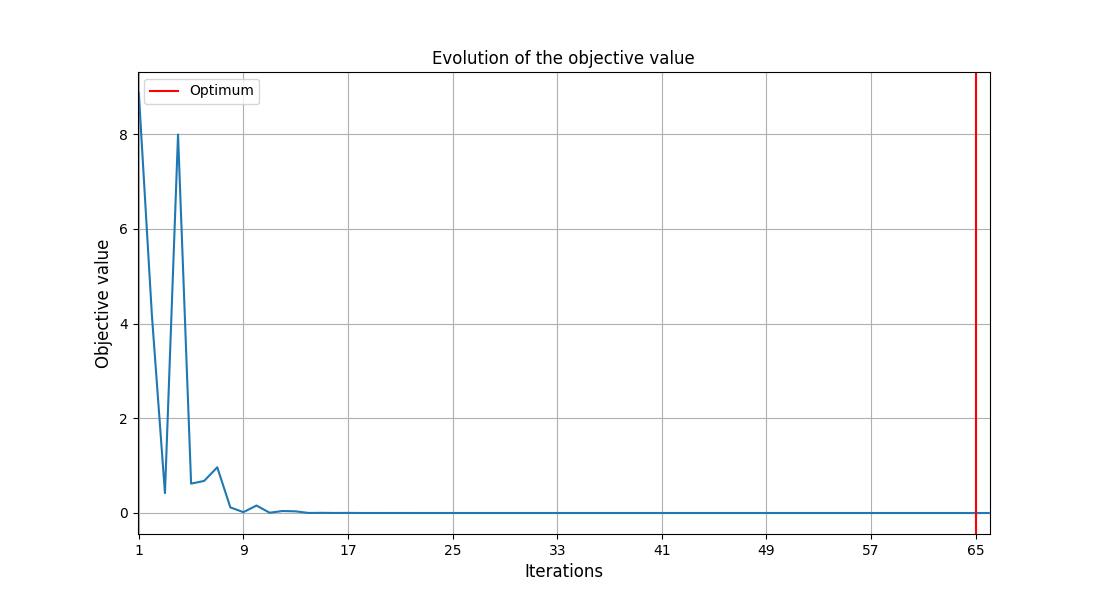 Evolution of the objective value
Optimum
Objective value
8
6
4
2
0
1 9 17 25 33 41 49 57 65
Iterations